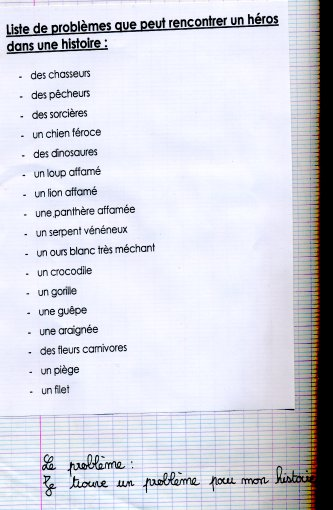 Liste de problèmes que peut rencontrer un héros
dans une histoire :
- des chasseurs
- des pêcheurs
- des sorcières
- un chien féroce
- des dinosaures
- un loup affamé
- un lion affamé
- une panthère affamée
- un serpent vénéneux
- un ours blanc très méchant
- un crocodile
- un gorille
- une guêpe
- une araignée
- des fleurs carnivores
- un piège
- un filet
Le problème :
Je trouve un problème pour mon histoire